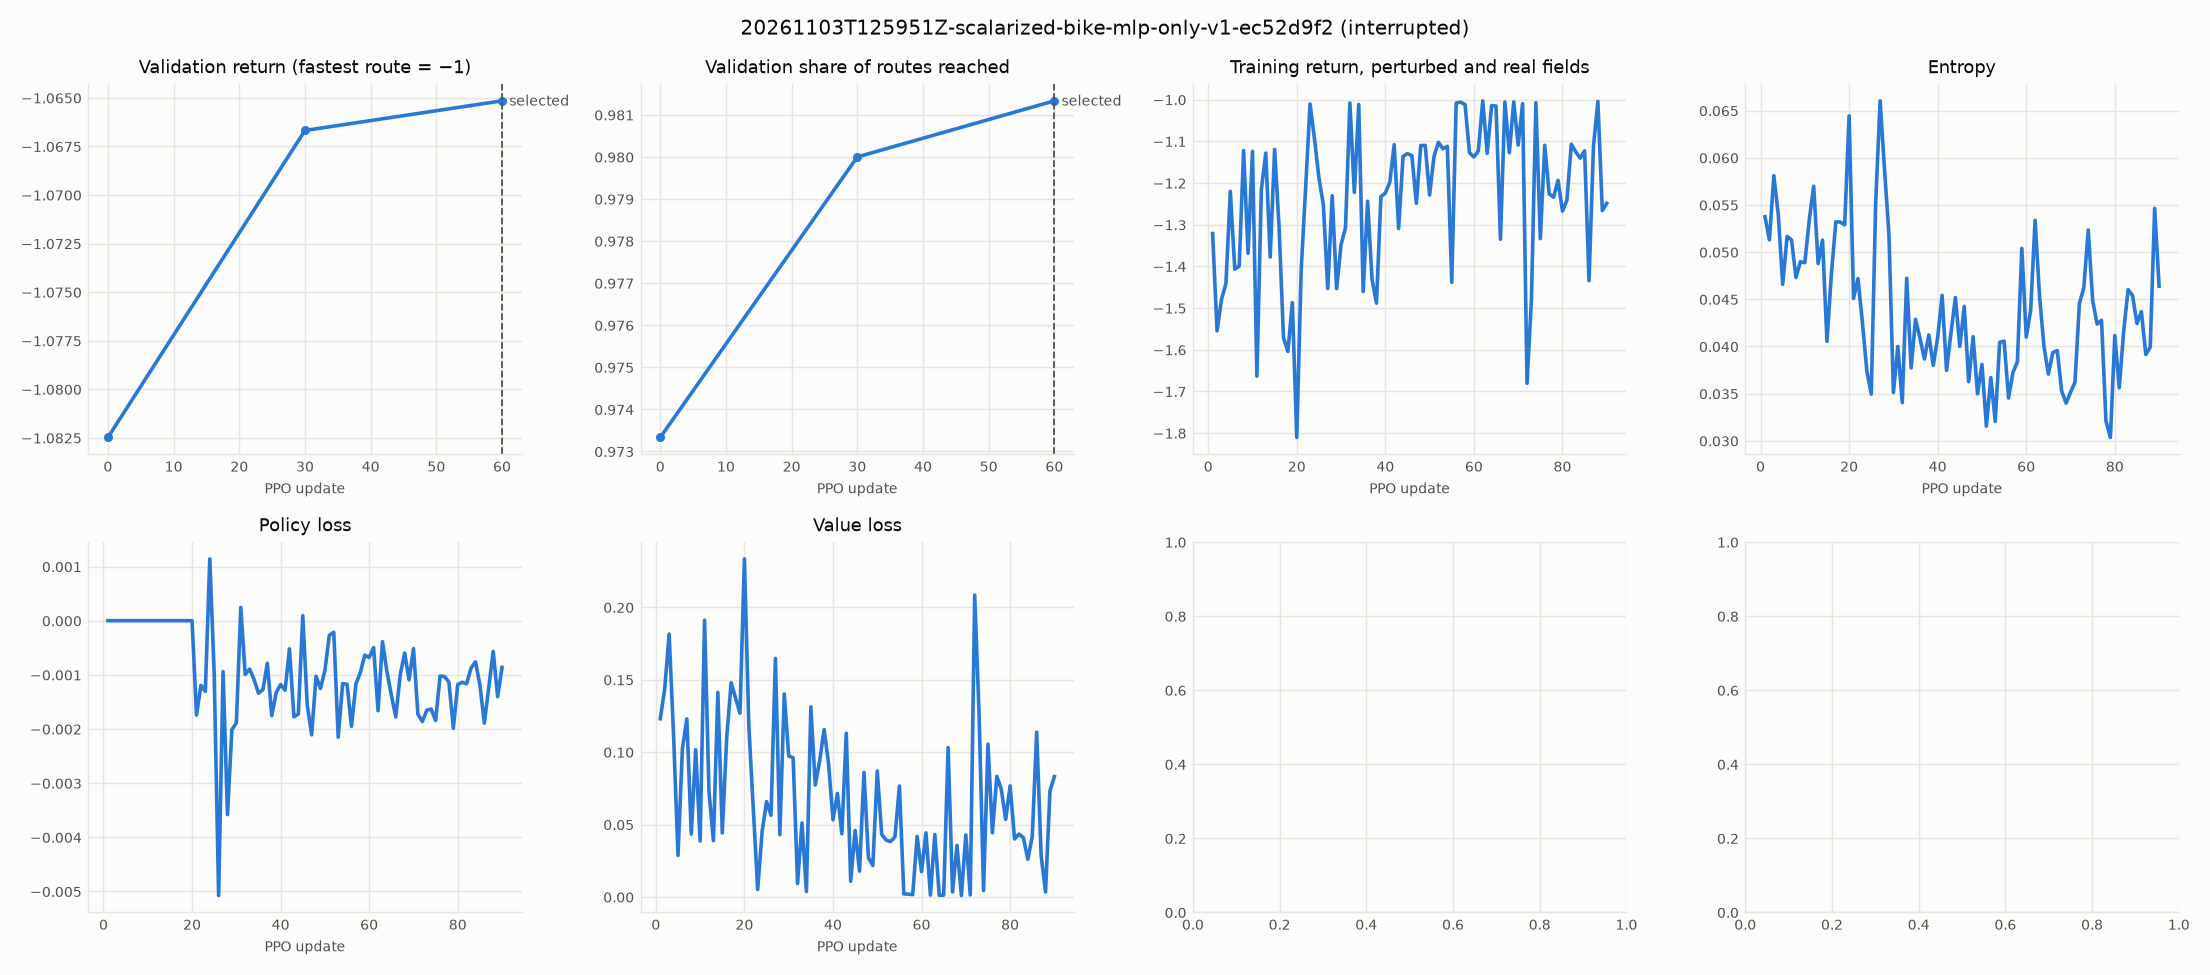 20261103T125951Z-scalarized-bike-mlp-only-v1-ec52d9f2 (interrupted)
Validation return (fastest route = −1)
−1.0650
−1.0675
−1.0700
−1.0725
−1.0750
−1.0775
−1.0800
−1.0825
selected
0 10 20 30 40 50 60
PPO update
Validation share of routes reached
0.981
0.980
0.979
0.978
0.977
0.976
0.975
0.974
0.973
selected
0 10 20 30 40 50 60
PPO update
Training return, perturbed and real fields
−1.0
−1.1
−1.2
−1.3
−1.4
−1.5
−1.6
−1.7
−1.8
0 20 40 60 80
PPO update
Entropy
0.065
0.060
0.055
0.050
0.045
0.040
0.035
0.030
0 20 40 60 80
PPO update
Policy loss
0.001
0.000
−0.001
−0.002
−0.003
−0.004
−0.005
0 20 40 60 80
PPO update
Value loss
0.20
0.15
0.10
0.05
0.00
0 20 40 60 80
PPO update
1.0
0.8
0.6
0.4
0.2
0.0
0.0 0.2 0.4 0.6 0.8 1.0
1.0
0.8
0.6
0.4
0.2
0.0
0.0 0.2 0.4 0.6 0.8 1.0